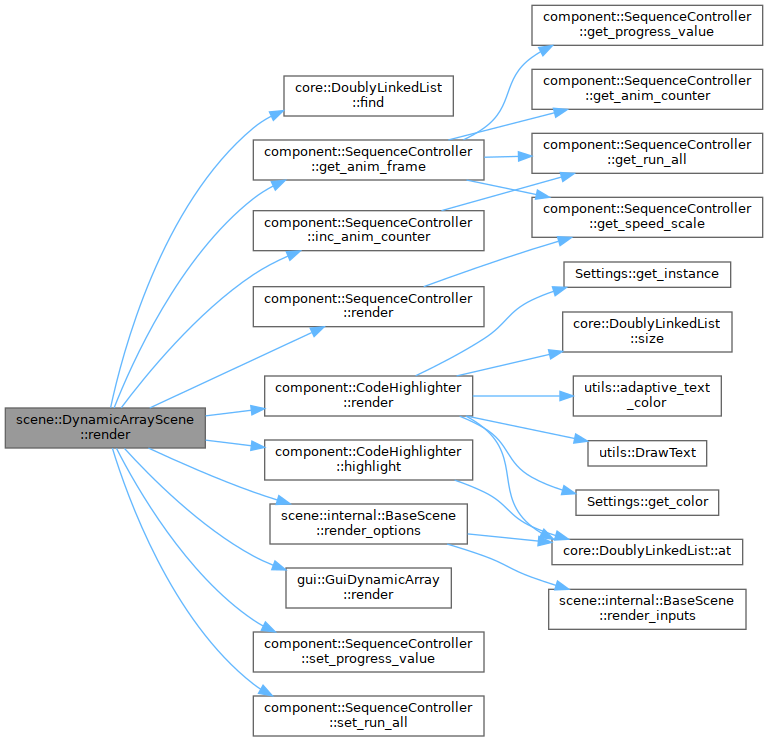 scene::DynamicArrayScene
::render
core::DoublyLinkedList
::find
component::SequenceController
::get_anim_frame
component::SequenceController
::inc_anim_counter
component::SequenceController
::render
component::CodeHighlighter
::render
component::CodeHighlighter
::highlight
scene::internal::BaseScene
::render_options
gui::GuiDynamicArray
::render
component::SequenceController
::set_progress_value
component::SequenceController
::set_run_all
component::SequenceController
::get_progress_value
component::SequenceController
::get_anim_counter
component::SequenceController
::get_run_all
component::SequenceController
::get_speed_scale
Settings::get_instance
core::DoublyLinkedList
::size
utils::adaptive_text
_color
utils::DrawText
Settings::get_color
core::DoublyLinkedList::at
scene::internal::BaseScene
::render_inputs